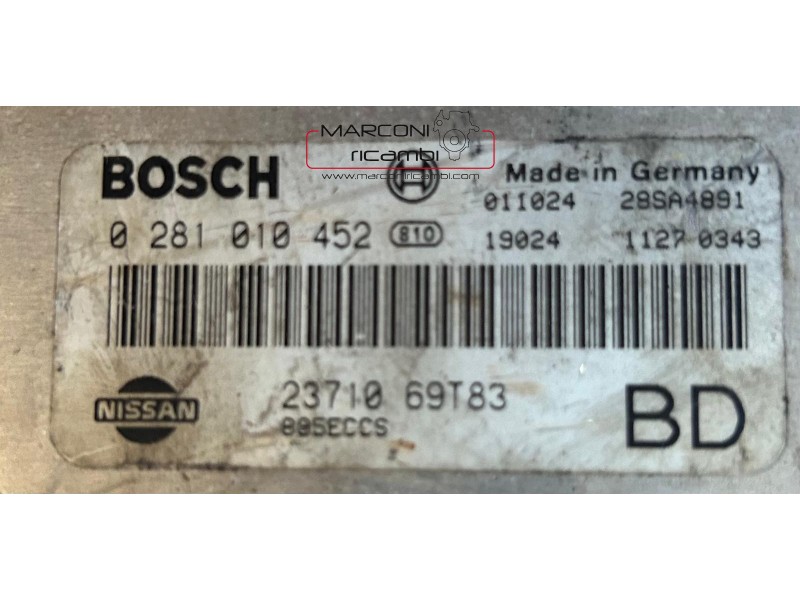 MARCONI
ricambi
www.marconiricambi.com
BOSCH
Made in Germany
011024 28SA4891
0 281 010 452 810 19024 1127 0343
NISSAN
23710 69T83
895ECCS
BD